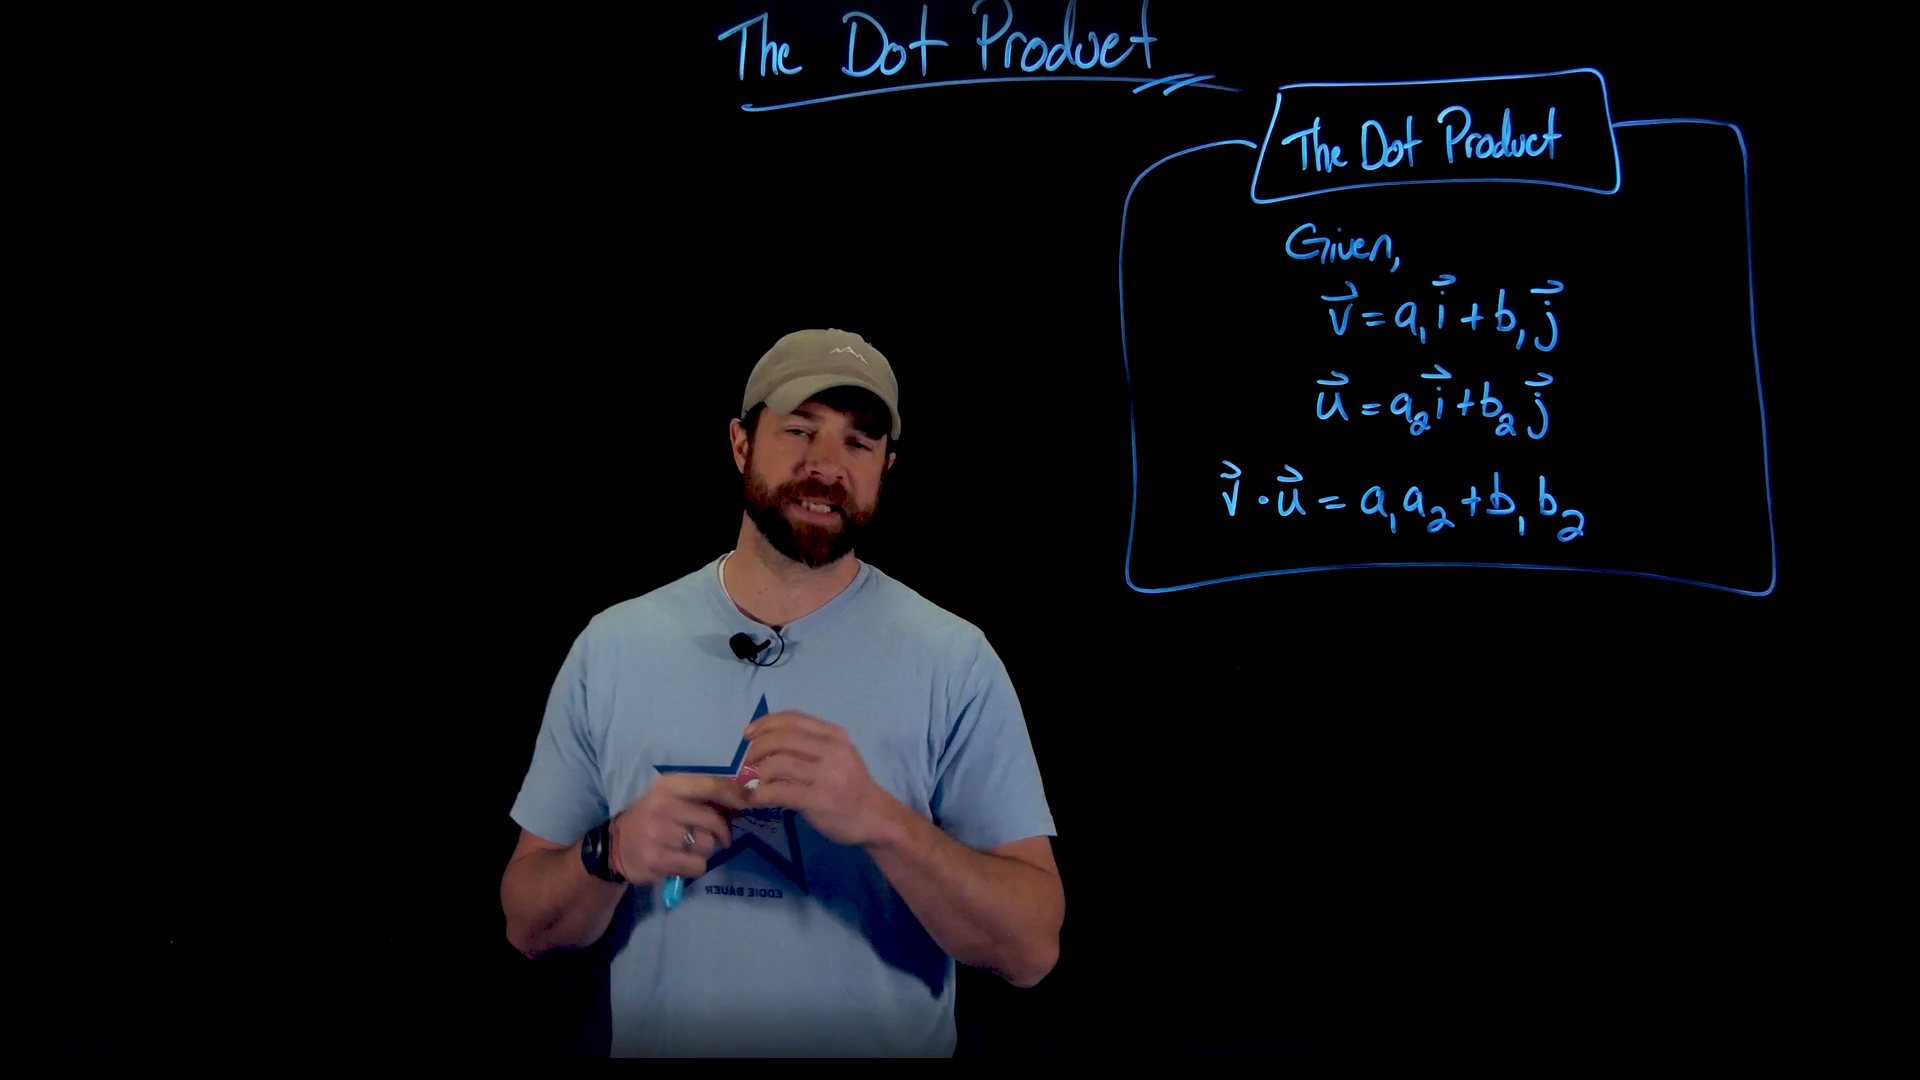 The Dot Product
The Dot Product
Given,
v⃗ = a₁i⃗ + b₁j⃗
u⃗ = a₂i⃗ + b₂j⃗
v⃗ · u⃗ = a₁a₂ + b₁b₂
EDDIE BAUER